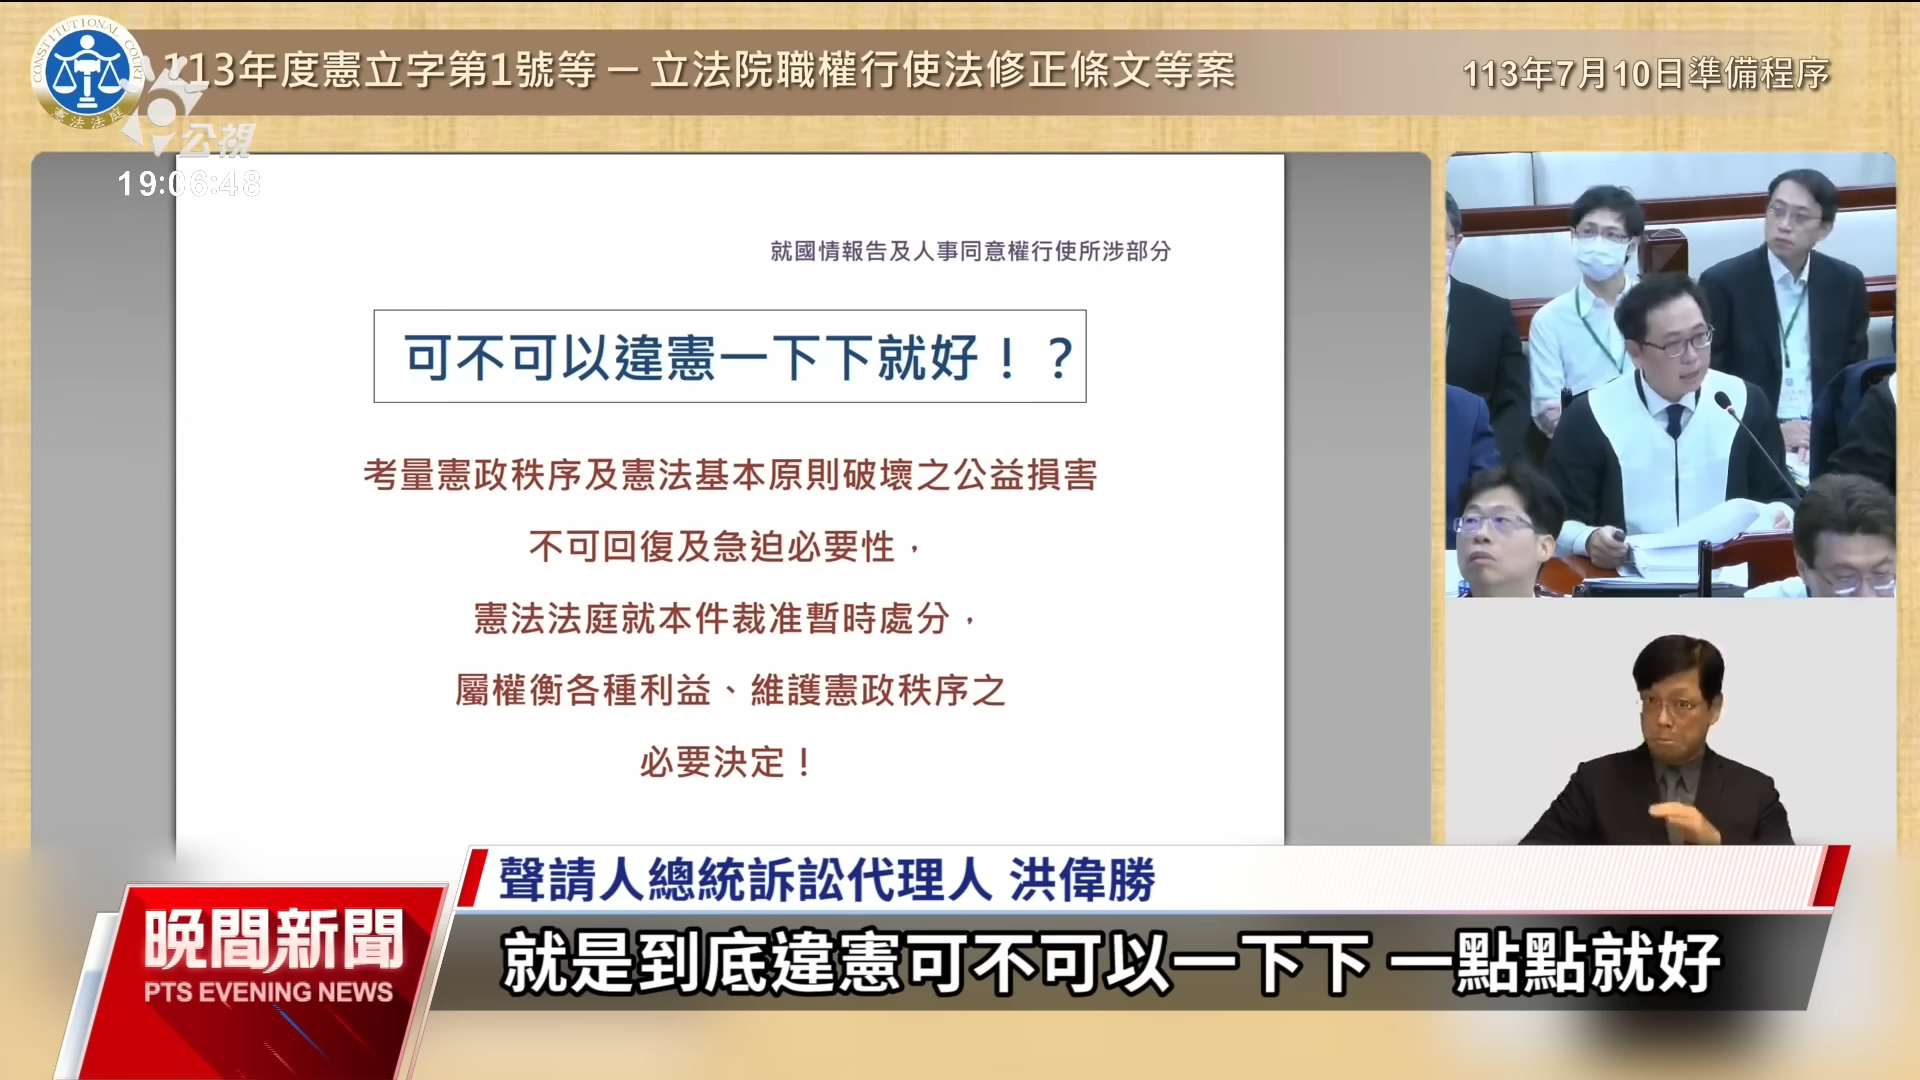 CONSTITUTIONAL COURT
憲法法庭
113年度憲立字第1號等 – 立法院職權行使法修正條文等案
113年7月10日準備程序
公視
19:06:48
就國情報告及人事同意權行使所涉部分
可不可以違憲一下下就好！？
考量憲政秩序及憲法基本原則破壞之公益損害
不可回復及急迫必要性，
憲法法庭就本件裁准暫時處分，
屬權衡各種利益、維護憲政秩序之
必要決定！
聲請人總統訴訟代理人 洪偉勝
晚間新聞
PTS EVENING NEWS
就是到底違憲可不可以一下下 一點點就好